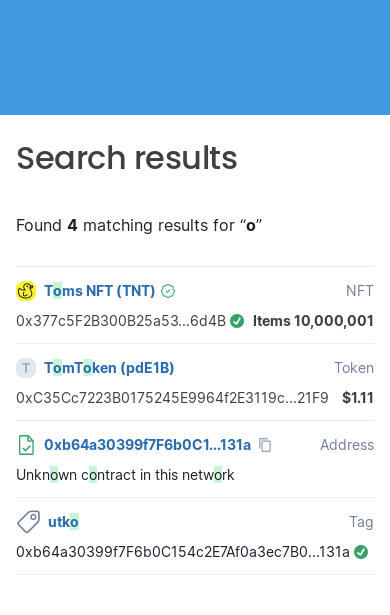 Search results
Found 4 matching results for “o”
Toms NFT (TNT) NFT
0x377c5F2B300B25a53...6d4B Items 10,000,001
T TomToken (pdE1B) Token
0xC35Cc7223B0175245E9964f2E3119c...21F9 $1.11
0xb64a30399f7F6b0C1...131a Address
Unknown contract in this network
utko Tag
0xb64a30399f7F6b0C154c2E7Af0a3ec7B0...131a